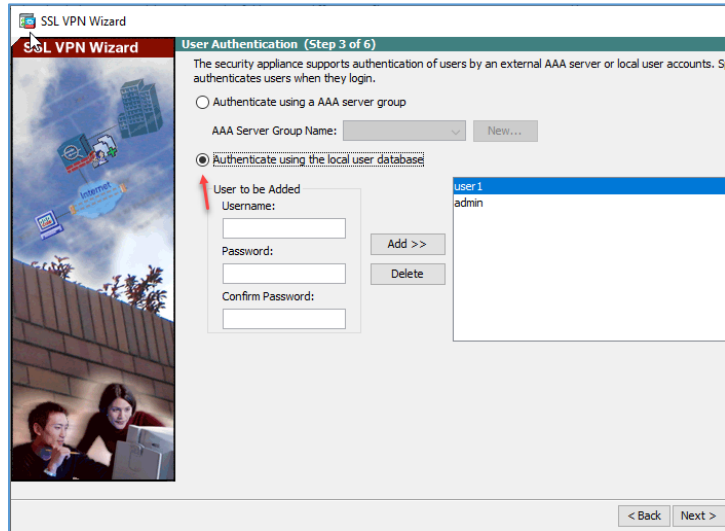 SSL VPN Wizard
SSL VPN Wizard
User Authentication (Step 3 of 6)
The security appliance supports authentication of users by an external AAA server or local user accounts. S
authenticates users when they login.
Authenticate using a AAA server group
AAA Server Group Name:
New...
Authenticate using the local user database
User to be Added
Username:
Password:
Confirm Password:
Add >>
Delete
user1
admin
Internet
< Back
Next >